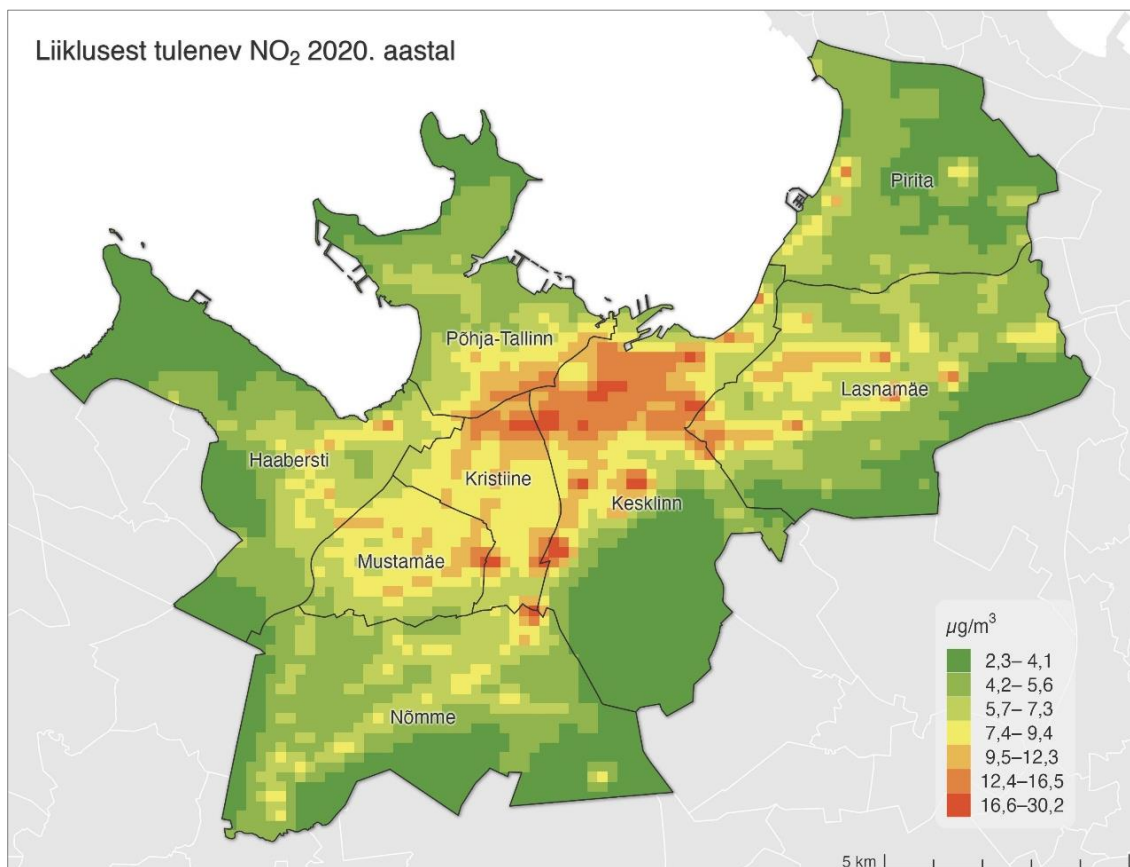 Liiklusest tulenev NO₂ 2020. aastal
Pirita
Põhja-Tallinn
Lasnamäe
Haabersti
Kristiine
Kesklinn
Mustamäe
Nõmme
µg/m³
2,3– 4,1
4,2– 5,6
5,7– 7,3
7,4– 9,4
9,5–12,3
12,4–16,5
16,6–30,2
5 km